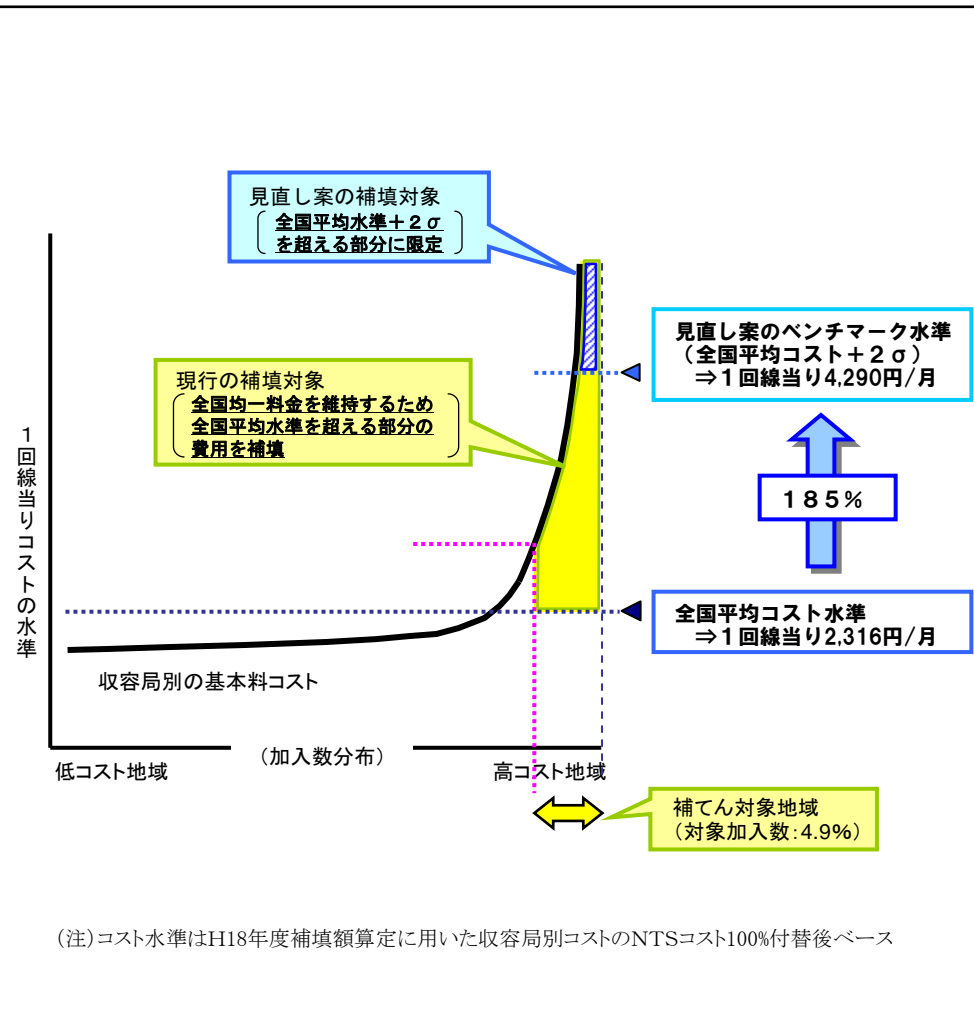 見直し案の補填対象
全国平均水準＋２σ
を超える部分に限定
現行の補填対象
全国均一料金を維持するため
全国平均水準を超える部分の
費用を補填
見直し案のベンチマーク水準
（全国平均コスト＋２σ）
⇒１回線当り4,290円/月
１８５%
全国平均コスト水準
⇒１回線当り2,316円/月
１回線当りコストの水準
収容局別の基本料コスト
（加入数分布）
低コスト地域
高コスト地域
補てん対象地域
（対象加入数：4.9%）
（注）コスト水準はH18年度補填額算定に用いた収容局別コストのNTSコスト100%付替後ベース